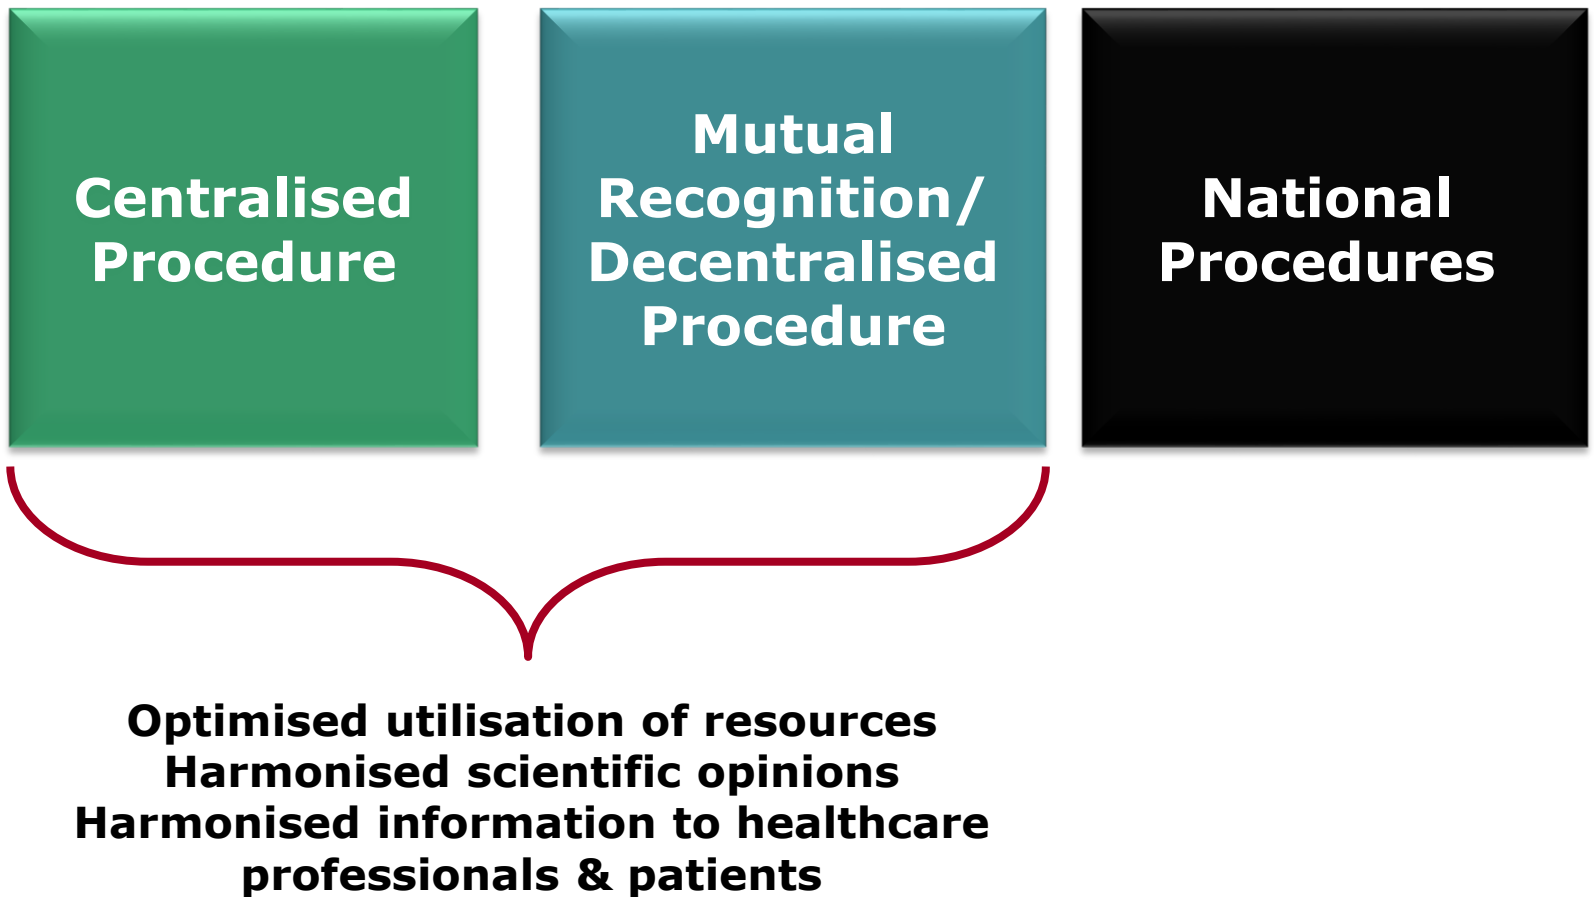 Centralised
Procedure
Mutual
Recognition/
Decentralised
Procedure
National
Procedures
Optimised utilisation of resources
Harmonised scientific opinions
Harmonised information to healthcare
professionals & patients